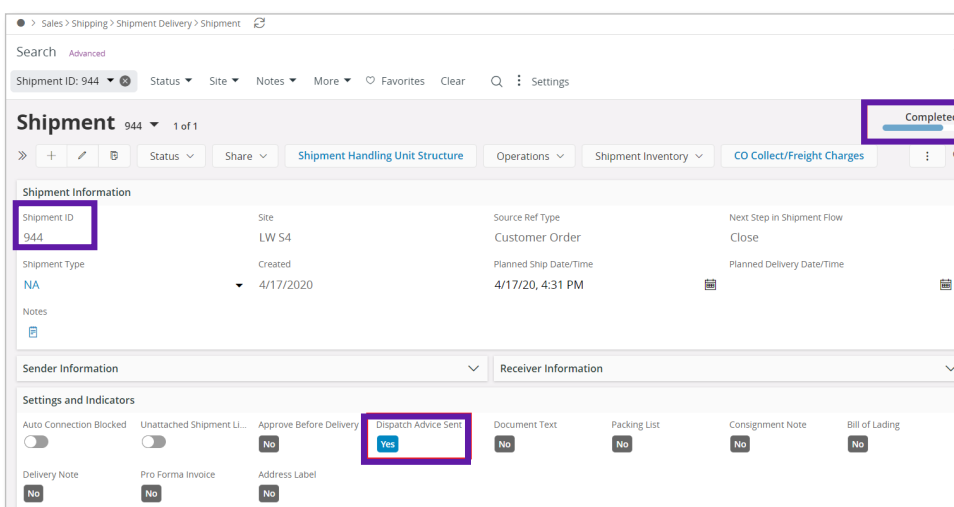 Sales > Shipping > Shipment Delivery > Shipment
Search Advanced
Shipment ID: 944 Status Site Notes More Favorites Clear Settings
Shipment 944 1 of 1
Completed
Status Share Shipment Handling Unit Structure Operations Shipment Inventory CO Collect/Freight Charges
Shipment Information
Shipment ID Site Source Ref Type Next Step in Shipment Flow
944 LW S4 Customer Order Close
Shipment Type Created Planned Ship Date/Time Planned Delivery Date/Time
NA 4/17/2020 4/17/20, 4:31 PM
Notes
Sender Information Receiver Information
Settings and Indicators
Auto Connection Blocked Unattached Shipment Li... Approve Before Delivery Dispatch Advice Sent Document Text Packing List Consignment Note Bill of Lading
No Yes No No No No
Delivery Note Pro Forma Invoice Address Label
No No No